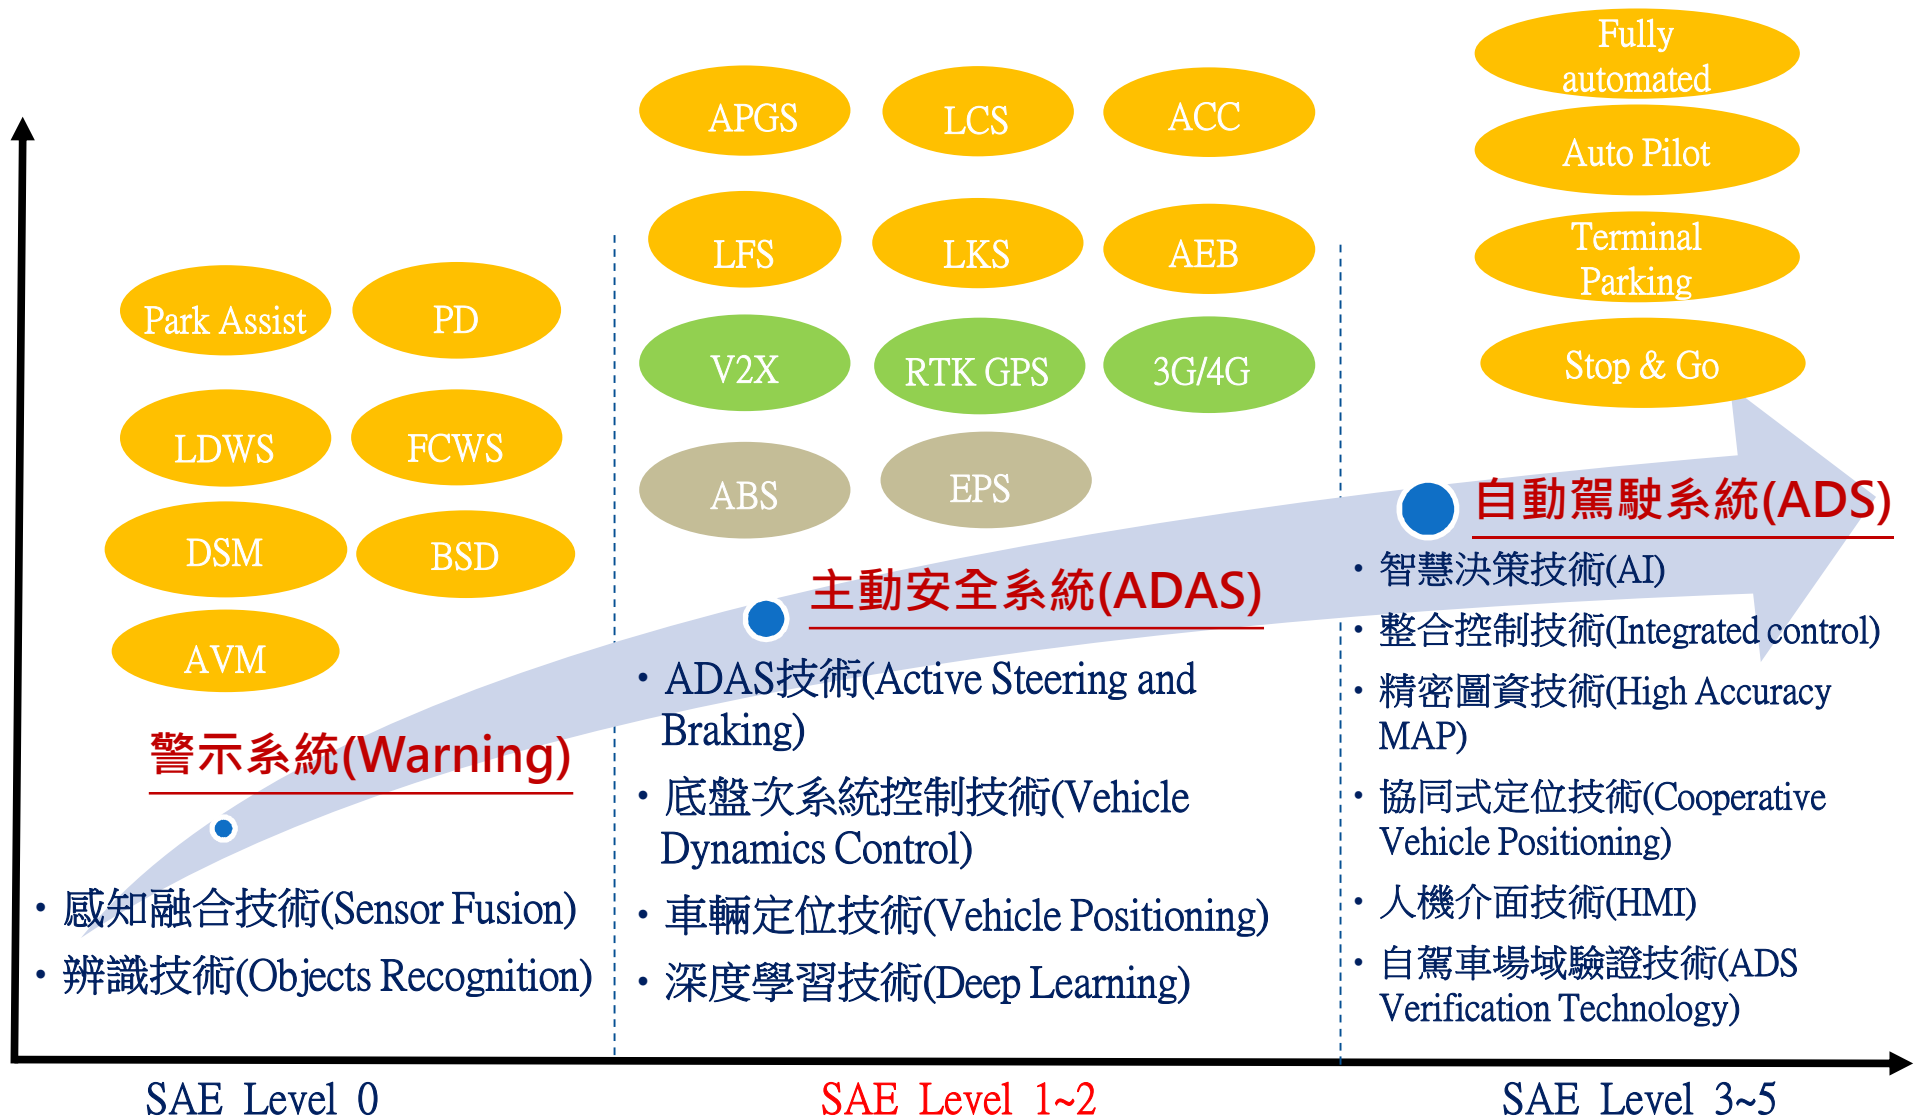 Park Assist
PD
LDWS
FCWS
DSM
BSD
AVM
警示系統(Warning)
・感知融合技術(Sensor Fusion)
・辨識技術(Objects Recognition)
SAE Level 0
APGS
LCS
ACC
LFS
LKS
AEB
V2X
RTK GPS
3G/4G
ABS
EPS
主動安全系統(ADAS)
・ADAS技術(Active Steering and
Braking)
・底盤次系統控制技術(Vehicle
Dynamics Control)
・車輛定位技術(Vehicle Positioning)
・深度學習技術(Deep Learning)
SAE Level 1~2
Fully
automated
Auto Pilot
Terminal
Parking
Stop & Go
自動駕駛系統(ADS)
・智慧決策技術(AI)
・整合控制技術(Integrated control)
・精密圖資技術(High Accuracy
MAP)
・協同式定位技術(Cooperative
Vehicle Positioning)
・人機介面技術(HMI)
・自駕車場域驗證技術(ADS
Verification Technology)
SAE Level 3~5